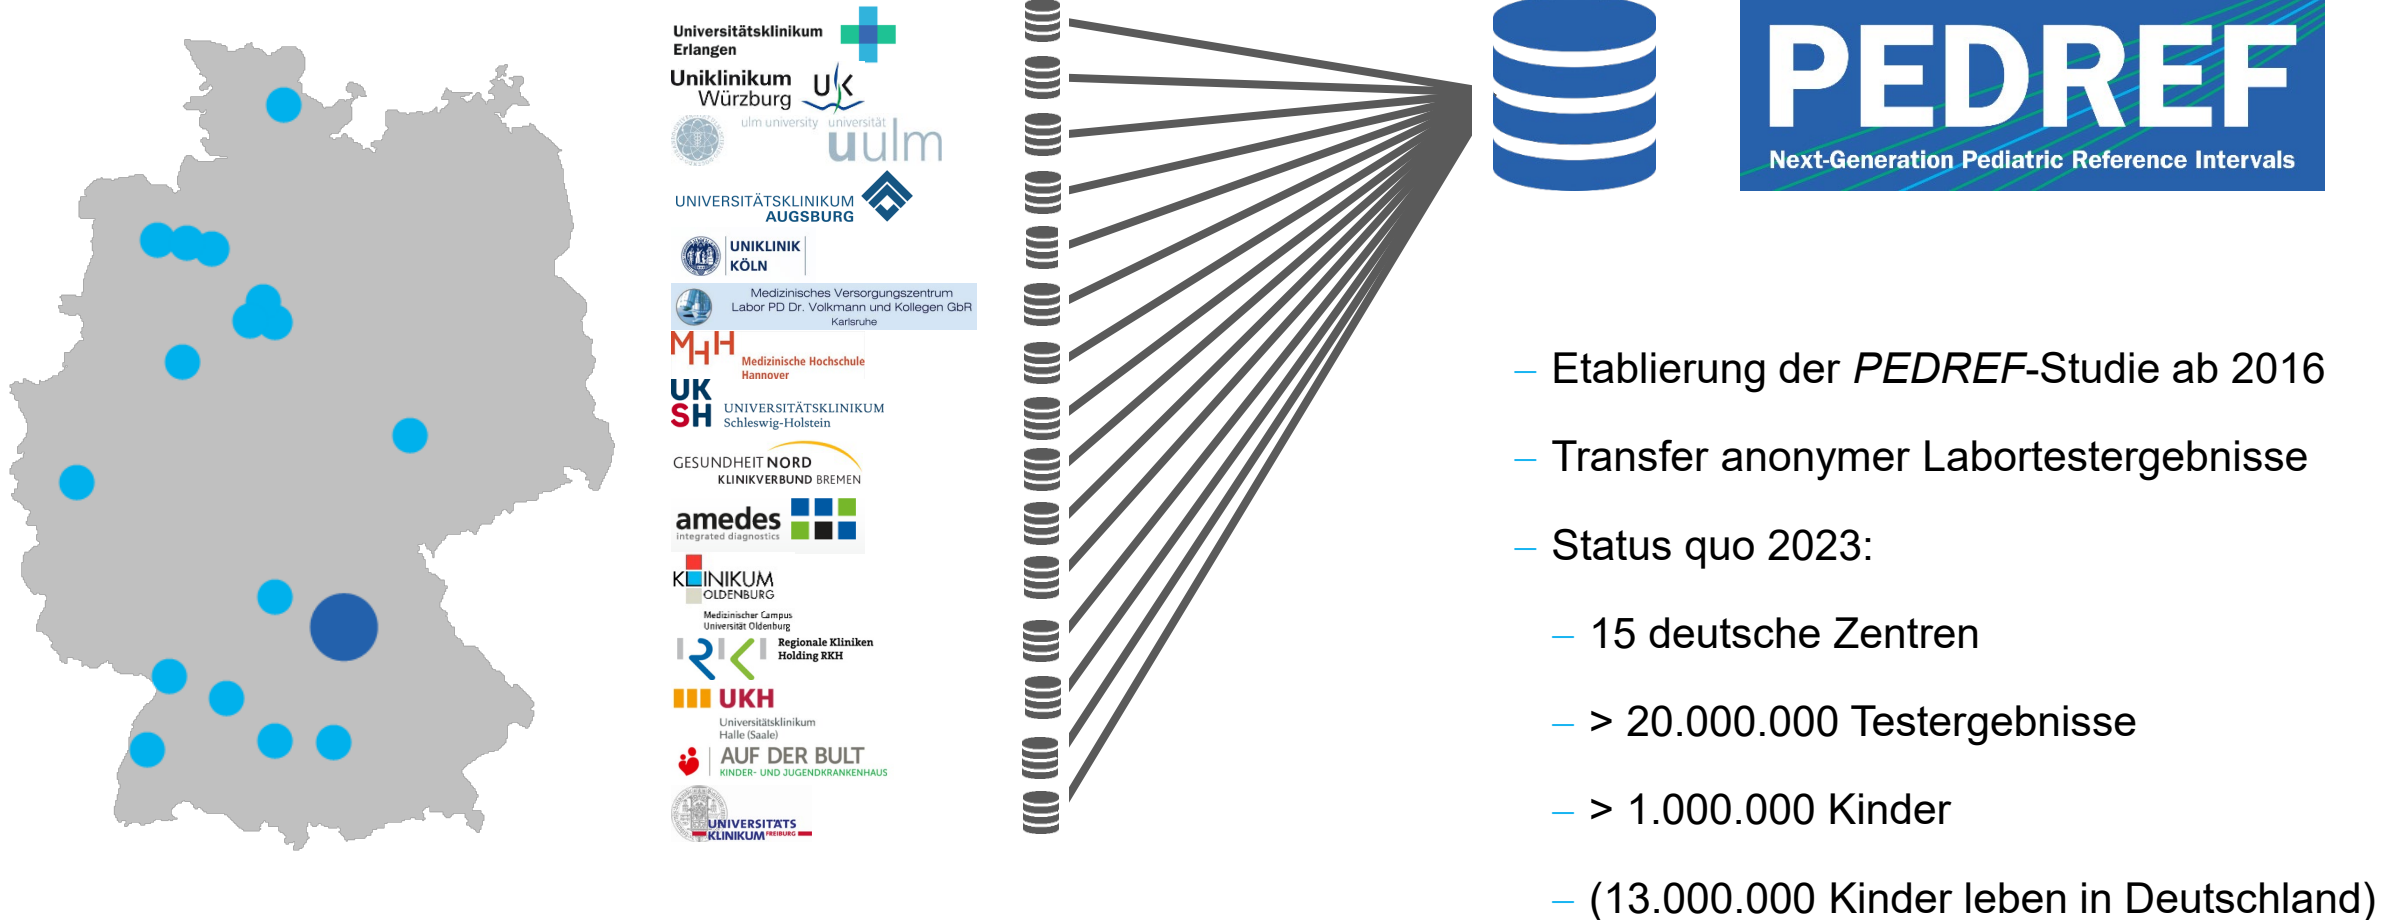 Universitätsklinikum
Erlangen
Uniklinikum
Würzburg
UK
ulm university universität
uulm
UNIVERSITÄTSKLINIKUM
AUGSBURG
UNIKLINIK
KÖLN
Medizinisches Versorgungszentrum
Labor PD Dr. Volkmann und Kollegen GbR
Karlsruhe
MHH
Medizinische Hochschule
Hannover
UK
SH
UNIVERSITÄTSKLINIKUM
Schleswig-Holstein
GESUNDHEIT NORD
KLINIKVERBUND BREMEN
amedes
integrated diagnostics
KLINIKUM
OLDENBURG
Medizinischer Campus
Universität Oldenburg
RKI
Regionale Kliniken
Holding RKH
UKH
Universitätsklinikum
Halle (Saale)
AUF DER BULT
KINDER- UND JUGENDKRANKENHAUS
UNIVERSITÄTS
KLINIKUM FREIBURG
PEDREF
Next-Generation Pediatric Reference Intervals
– Etablierung der PEDREF-Studie ab 2016
– Transfer anonymer Labortestergebnisse
– Status quo 2023:
– 15 deutsche Zentren
– > 20.000.000 Testergebnisse
– > 1.000.000 Kinder
– (13.000.000 Kinder leben in Deutschland)